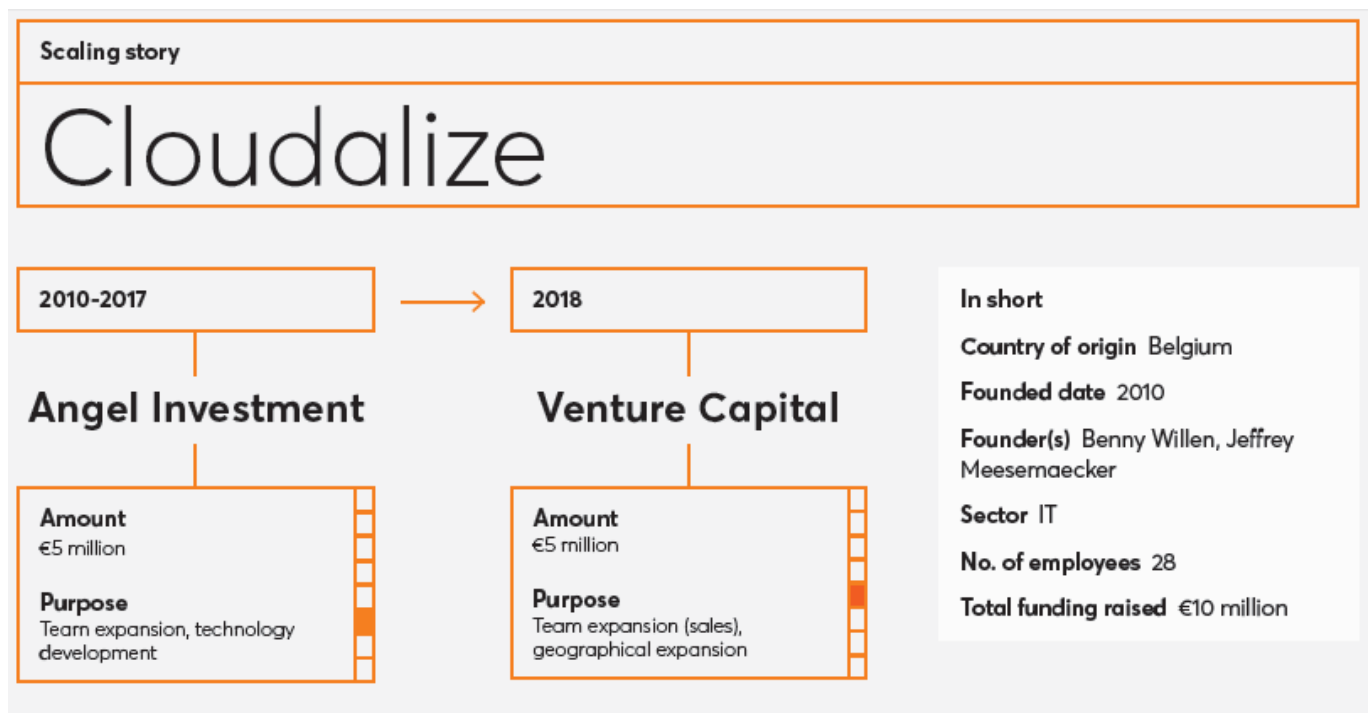 Scaling story
Cloudalize
2010-2017
Angel Investment
Amount
€5 million
Purpose
Team expansion, technology
development
2018
Venture Capital
Amount
€5 million
Purpose
Team expansion (sales),
geographical expansion
In short
Country of origin Belgium
Founded date 2010
Founder(s) Benny Willen, Jeffrey
Meesemaecker
Sector IT
No. of employees 28
Total funding raised €10 million